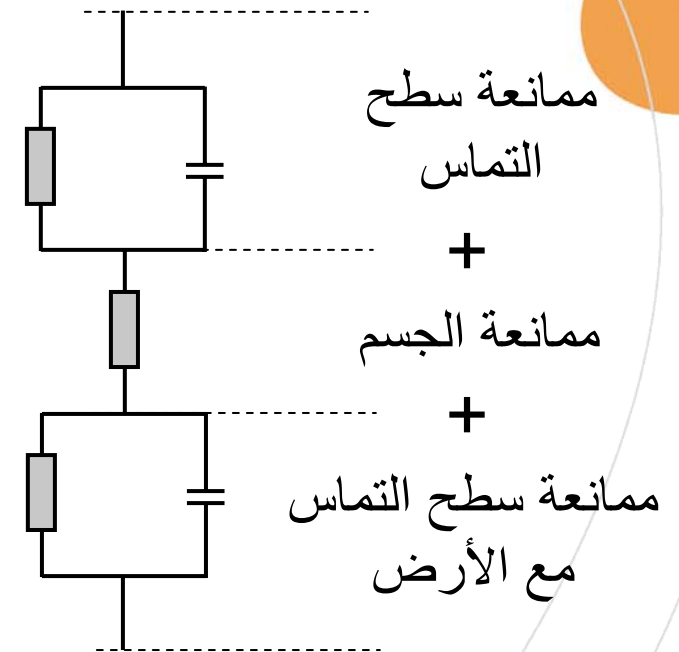 ممانعة سطح
التماس
+
ممانعة الجسم
+
ممانعة سطح التماس
مع الأرض